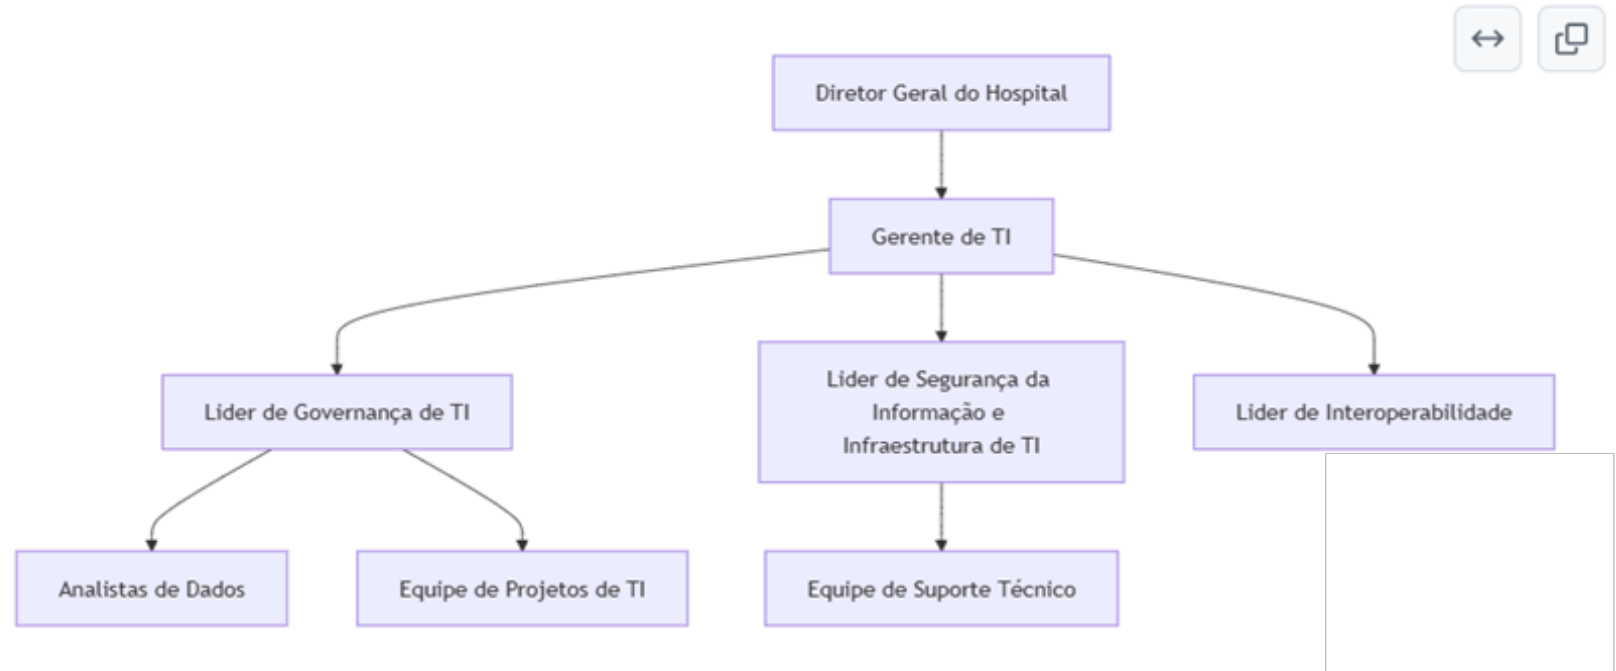 Diretor Geral do Hospital
Gerente de TI
Lider de Governança de TI
Lider de Segurança da
Informação e
Infraestrutura de TI
Lider de Interoperabilidade
Analistas de Dados
Equipe de Projetos de TI
Equipe de Suporte Técnico